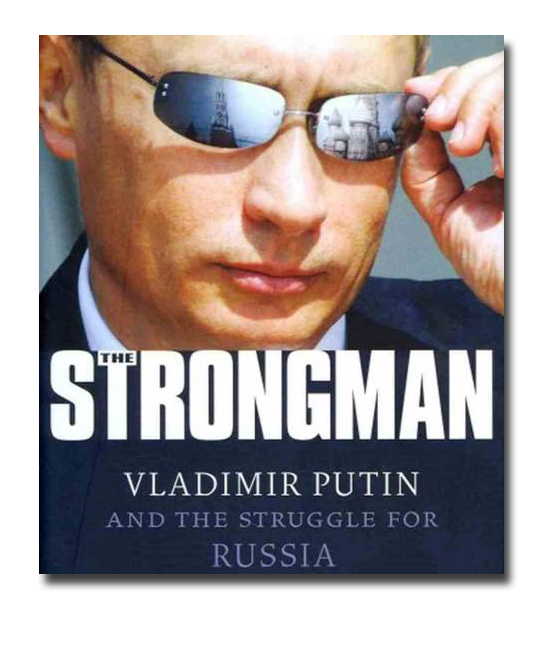 THE
STRONGMAN
VLADIMIR PUTIN
AND THE STRUGGLE FOR
RUSSIA